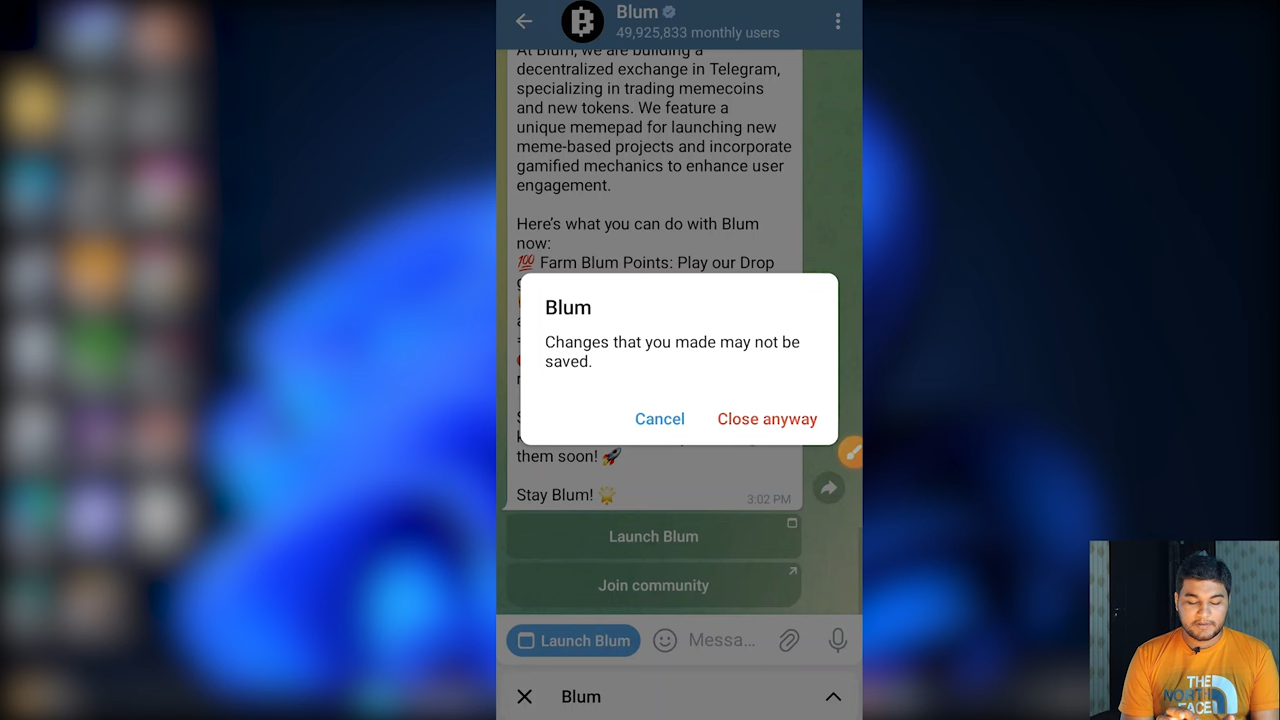 Blum
49,925,833 monthly users
At Blum, we are building a
decentralized exchange in Telegram,
specializing in trading memecoins
and new tokens. We feature a
unique memepad for launching new
meme-based projects and incorporate
gamified mechanics to enhance user
engagement.
Here’s what you can do with Blum
now:
💯 Farm Blum Points: Play our Drop
Blum
Changes that you made may not be
saved.
Cancel Close anyway
them soon! 🚀
Stay Blum! 🌟
3:02 PM
Launch Blum
Join community
Launch Blum Messa...
Blum
THE
NORTH
FACE